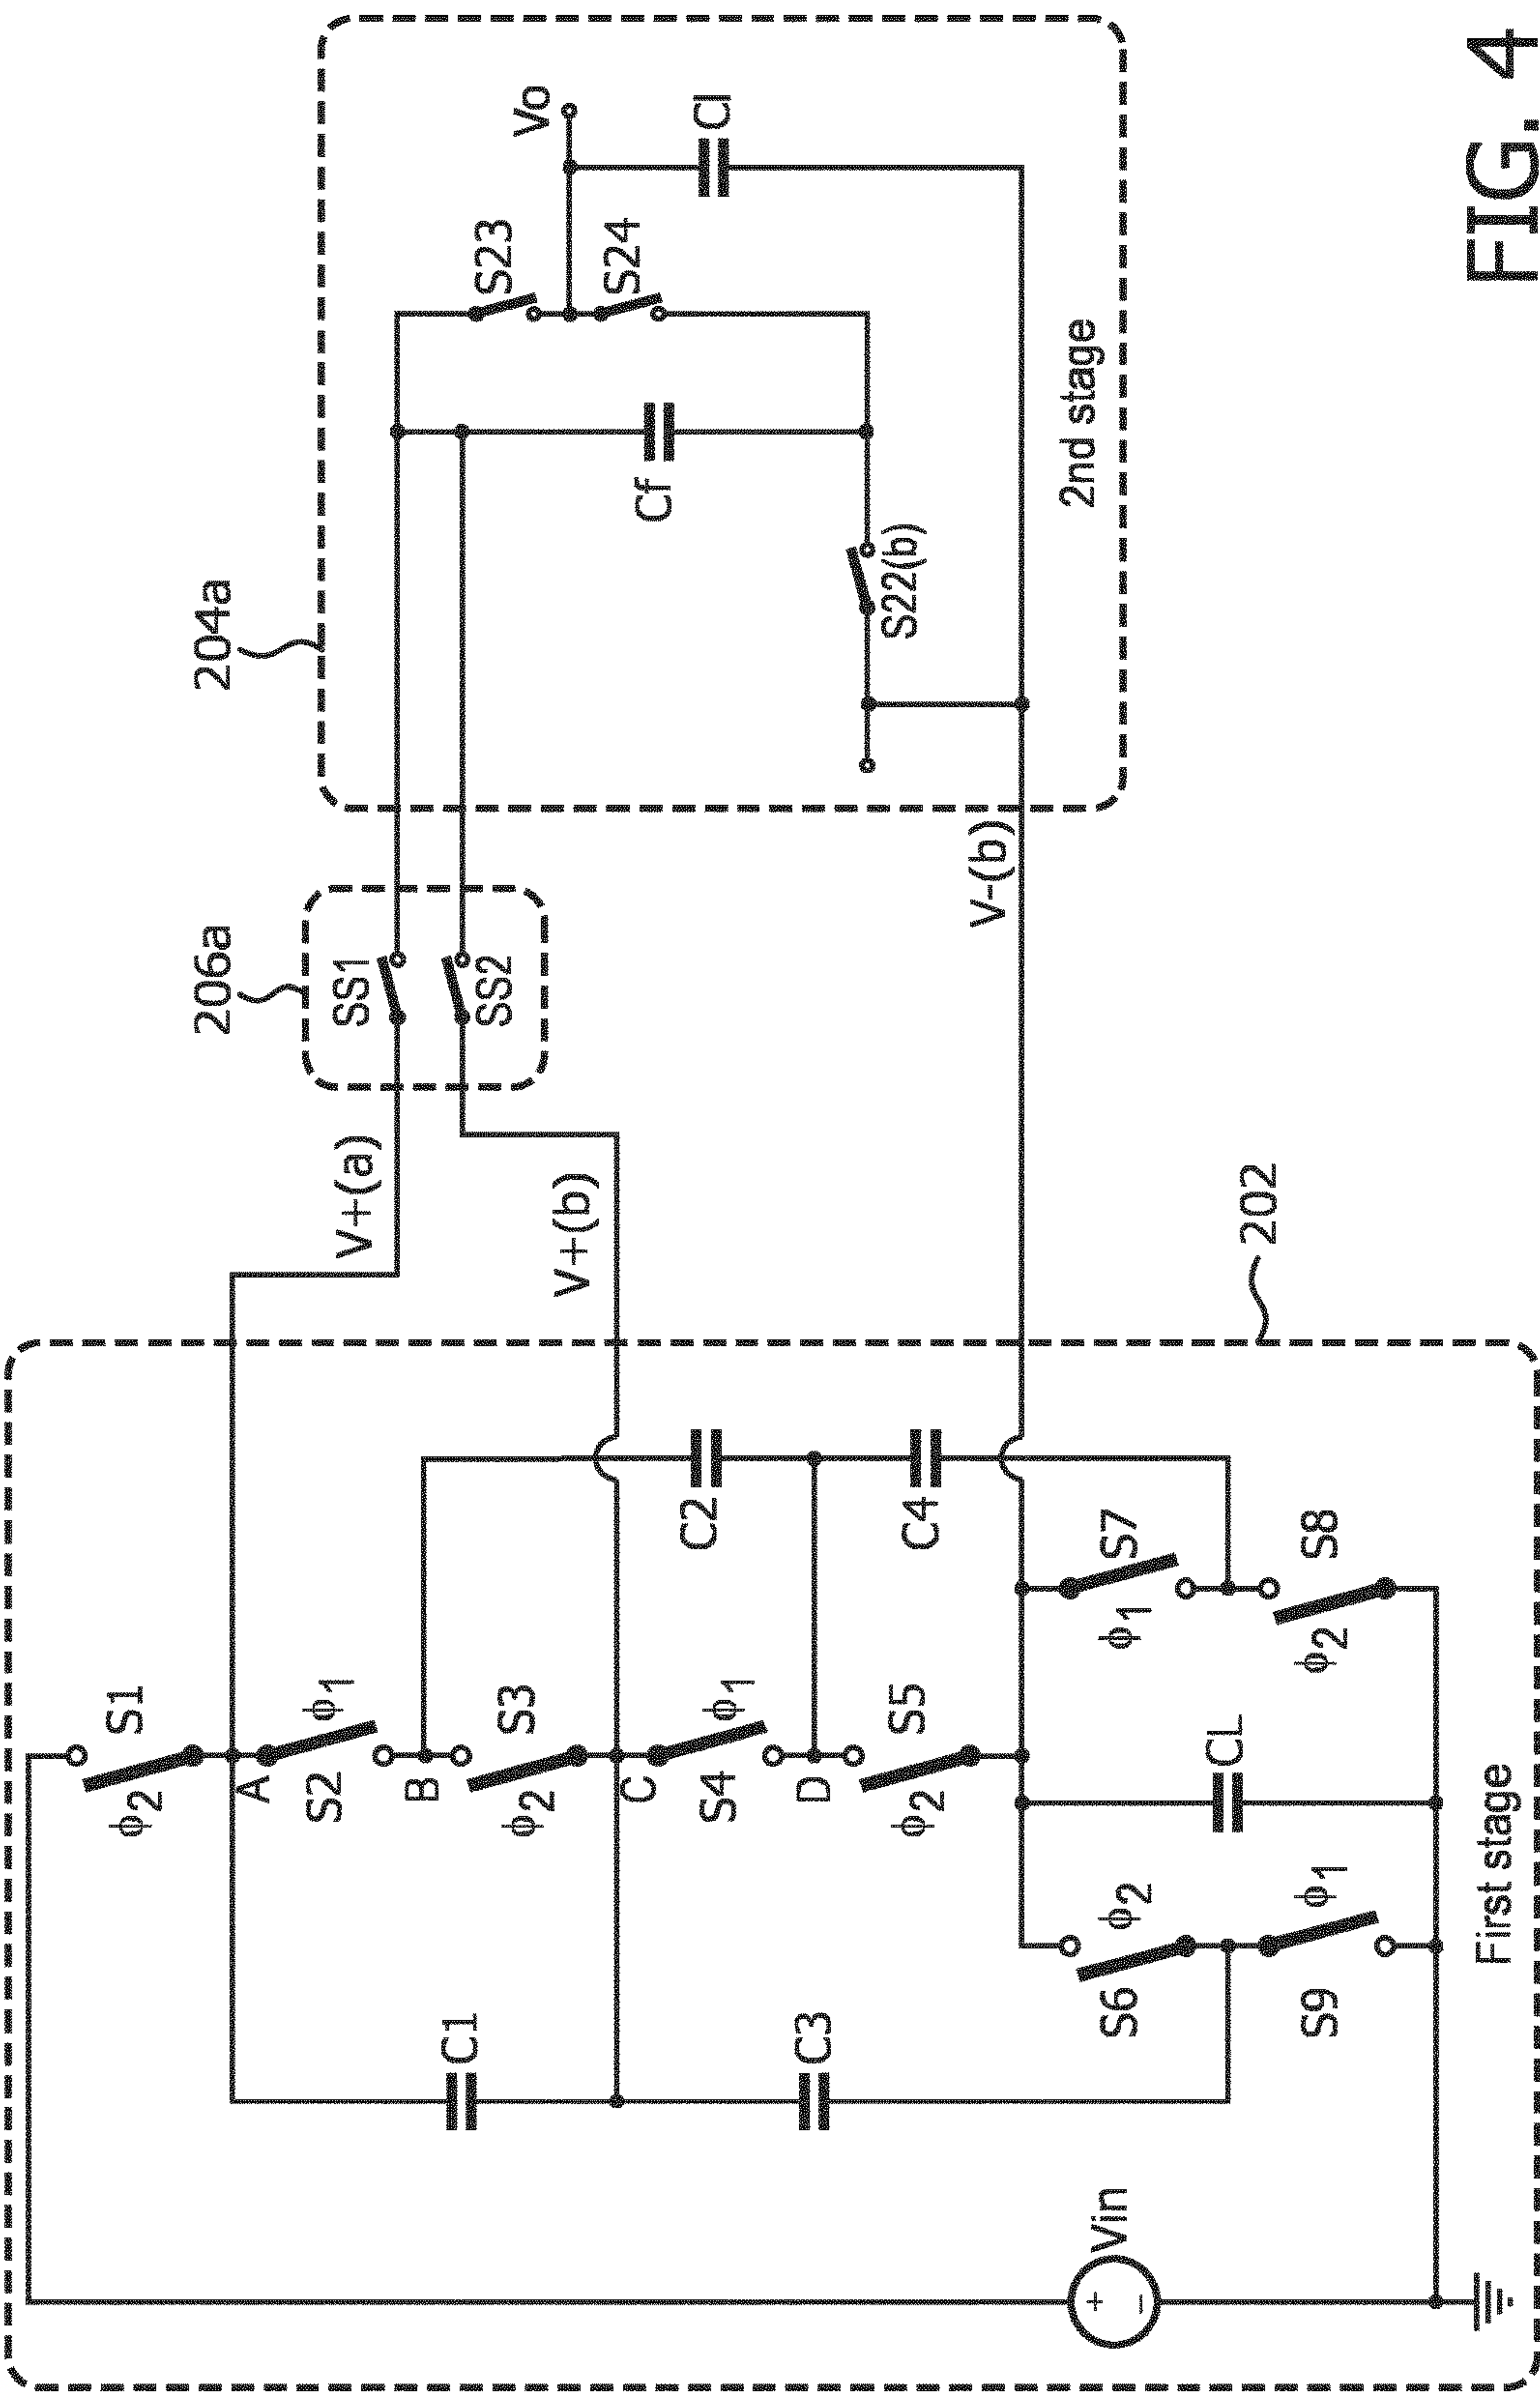 204a
206a
Vo
S23
S24
CI
Cf
S22(b)
2nd stage
SS1
SS2
V+(a)
V+(b)
V-(b)
202
S1
ϕ2
A
S2
ϕ1
B
S3
ϕ2
C
S4
ϕ1
D
S5
ϕ2
C1
C2
C3
C4
S6
ϕ2
S7
ϕ1
CL
S9
ϕ1
S8
ϕ2
Vin
+
−
First stage
FIG. 4